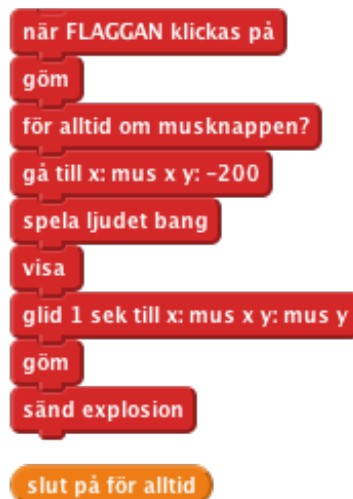 när FLAGGAN klickas på
göm
för alltid om musknappen?
gå till x: mus x y: -200
spela ljudet bang
visa
glid 1 sek till x: mus x y: mus y
göm
sänd explosion
slut på för alltid